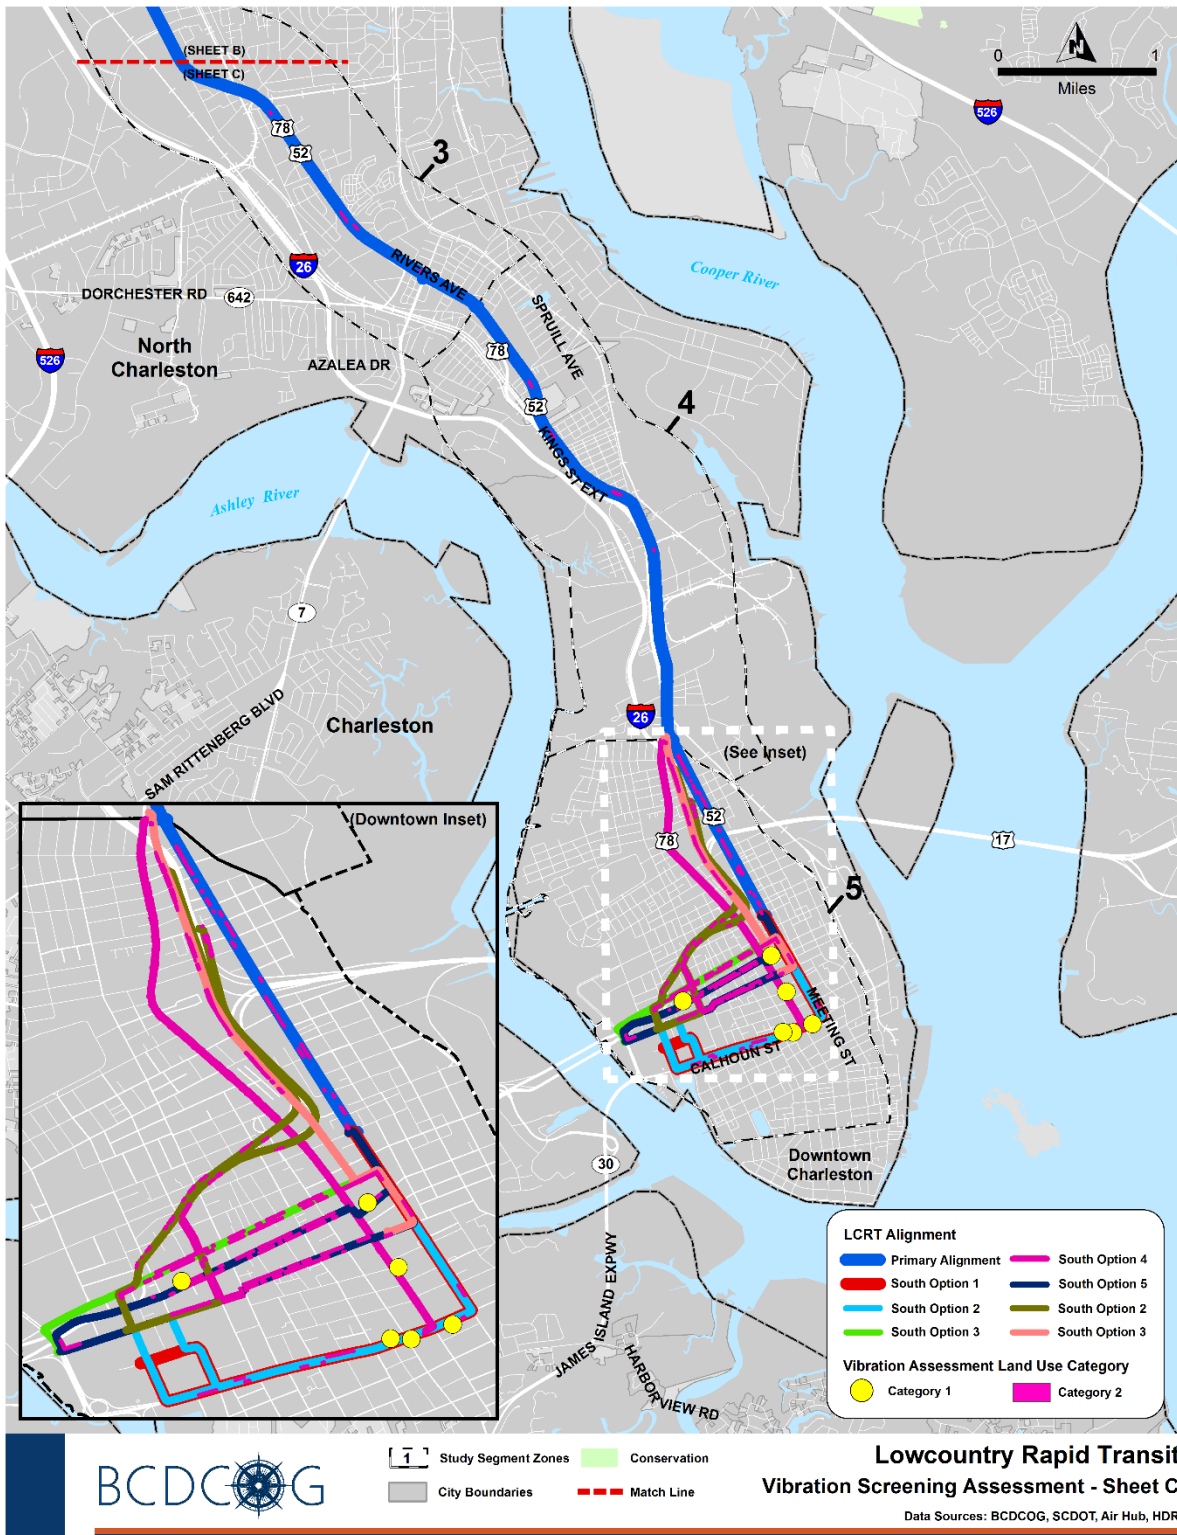 (SHEET B)
(SHEET C)
N
0 1
Miles
526
78
52
3
26
RIVERS AVE
Cooper River
DORCHESTER RD
642
SPRUILL AVE
North
Charleston
526
AZALEA DR
78
52
4
KINGS ST EXT
Ashley River
7
SAM RITTENBERG BLVD
Charleston
26
(See Inset)
(Downtown Inset)
52
78
17
5
MEETING ST
CALHOUN ST
Downtown
Charleston
30
JAMES ISLAND EXPWY
HARBORVIEW RD
LCRT Alignment
Primary Alignment
South Option 1
South Option 2
South Option 3
South Option 4
South Option 5
South Option 2
South Option 3
Vibration Assessment Land Use Category
Category 1
Category 2
BCDCOG
1 Study Segment Zones
Conservation
City Boundaries
Match Line
Lowcountry Rapid Transit
Vibration Screening Assessment - Sheet C
Data Sources: BCDCOG, SCDOT, Air Hub, HDR